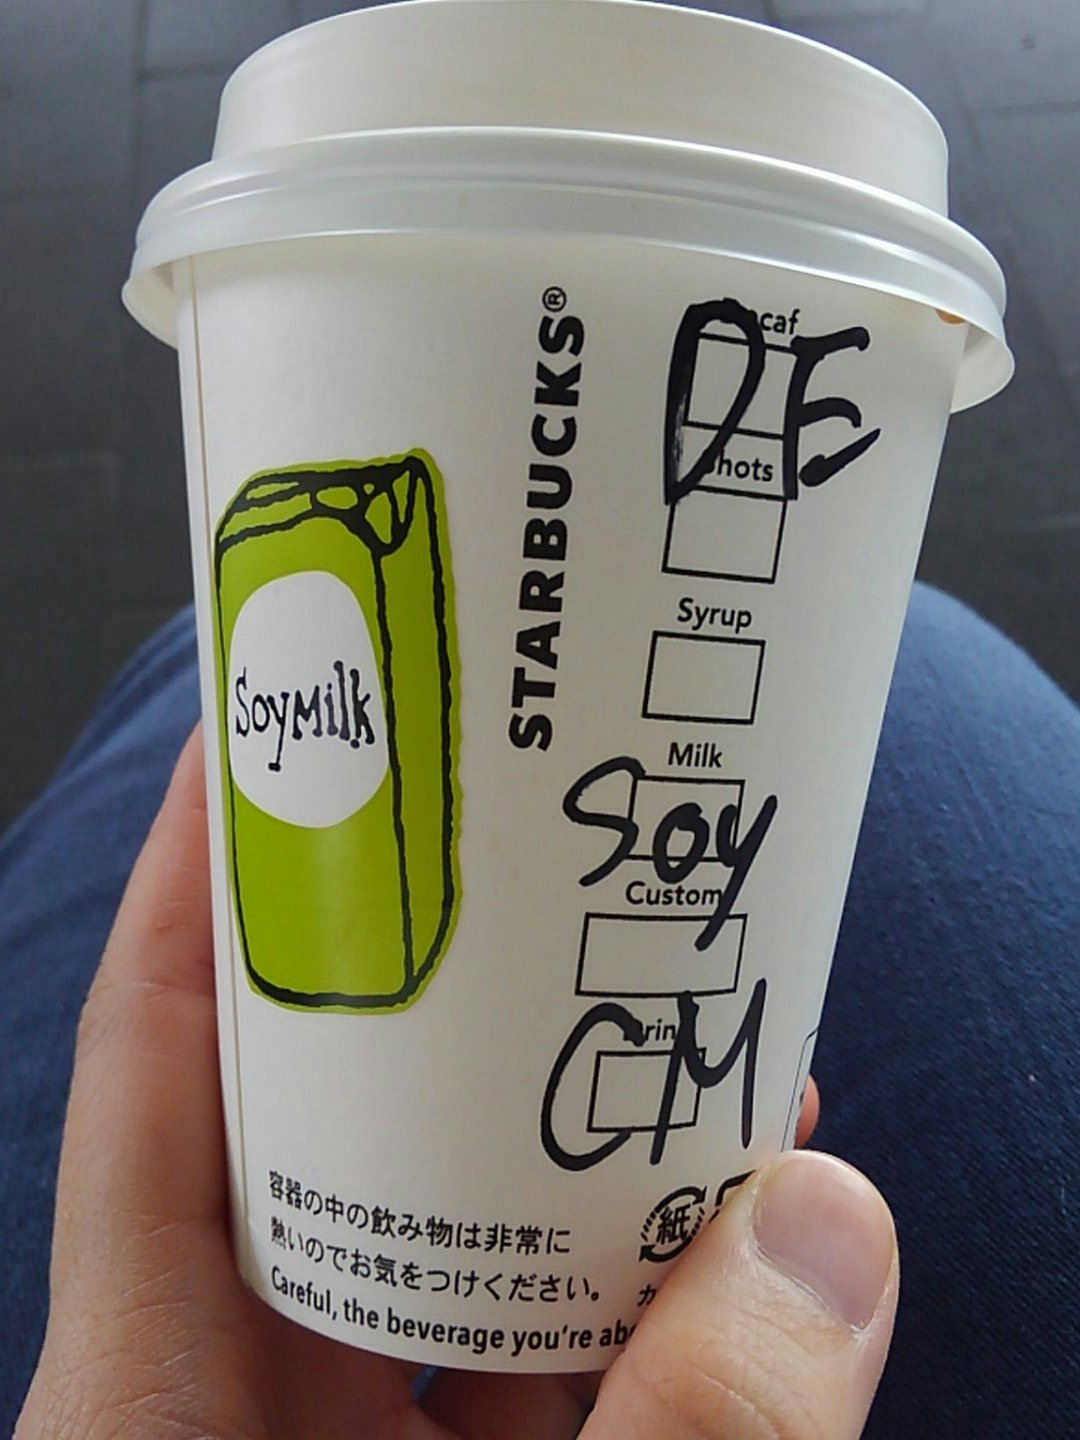 SoyMilk
STARBUCKS®
DE
Shots
Syrup
Milk
Soy
Custom
CM
容器の中の飲み物は非常に
熱いのでお気をつけください。
Careful, the beverage you're
紙